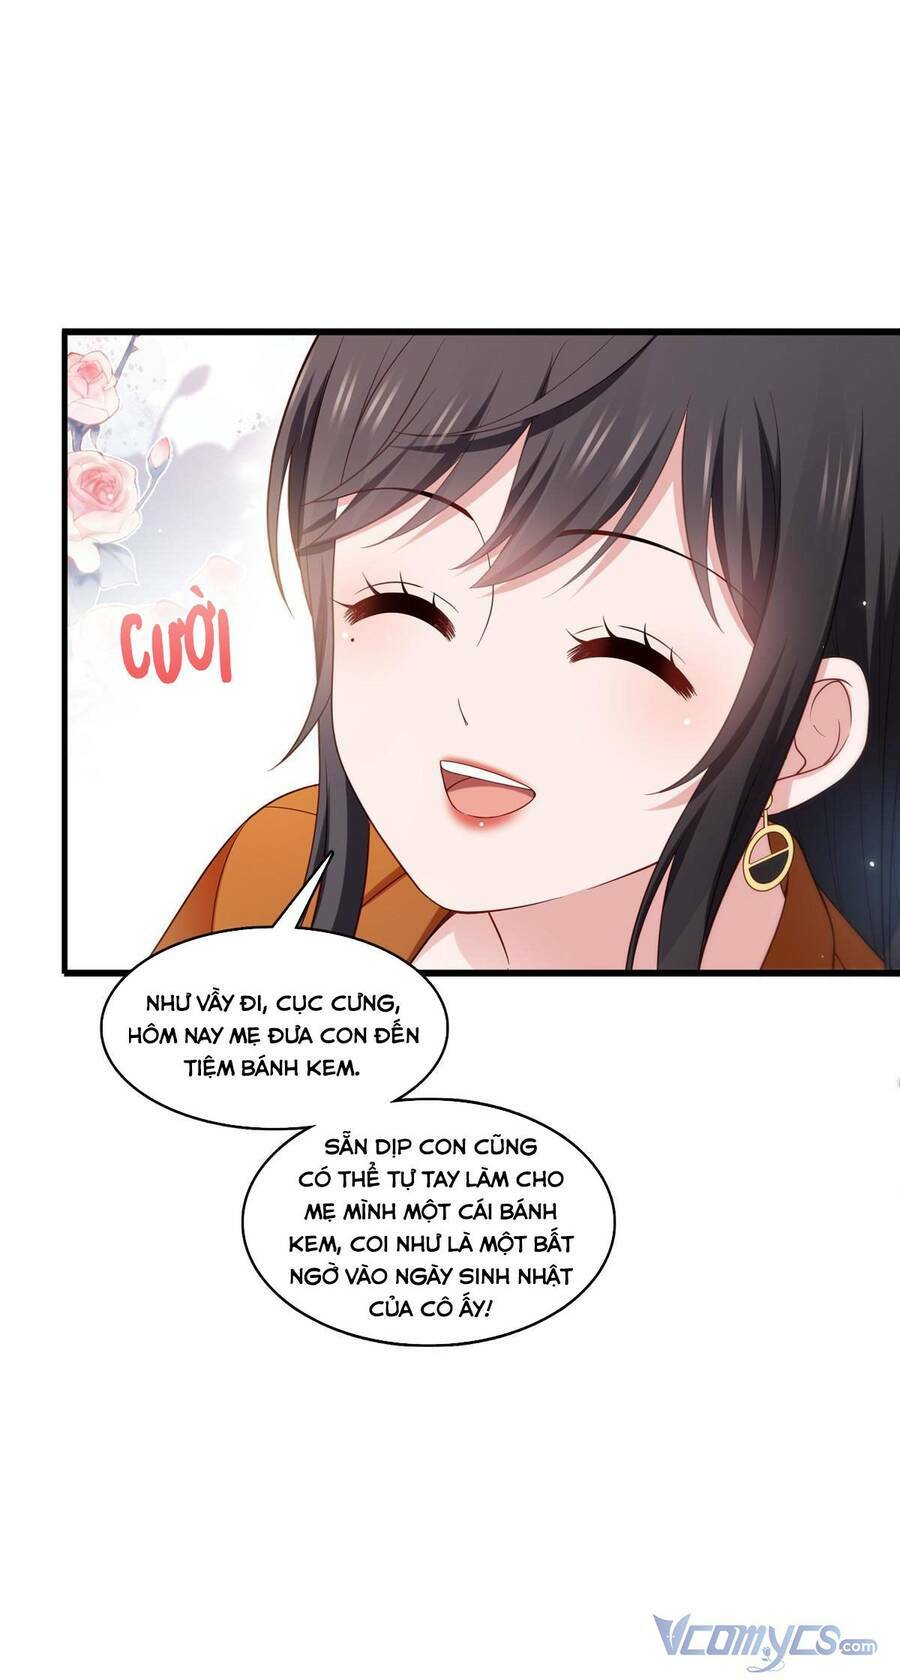 CƯỜI
NHƯ VẦY ĐI, CỤC CƯNG,
HÔM NAY MẸ ĐƯA CON ĐẾN
TIỆM BÁNH KEM.
SẴN DỊP CON CŨNG
CÓ THỂ TỰ TAY LÀM CHO
MẸ MÌNH MỘT CÁI BÁNH
KEM, COI NHƯ LÀ MỘT BẤT
NGỜ VÀO NGÀY SINH NHẬT
CỦA CÔ ẤY!
VCOMYCS.com